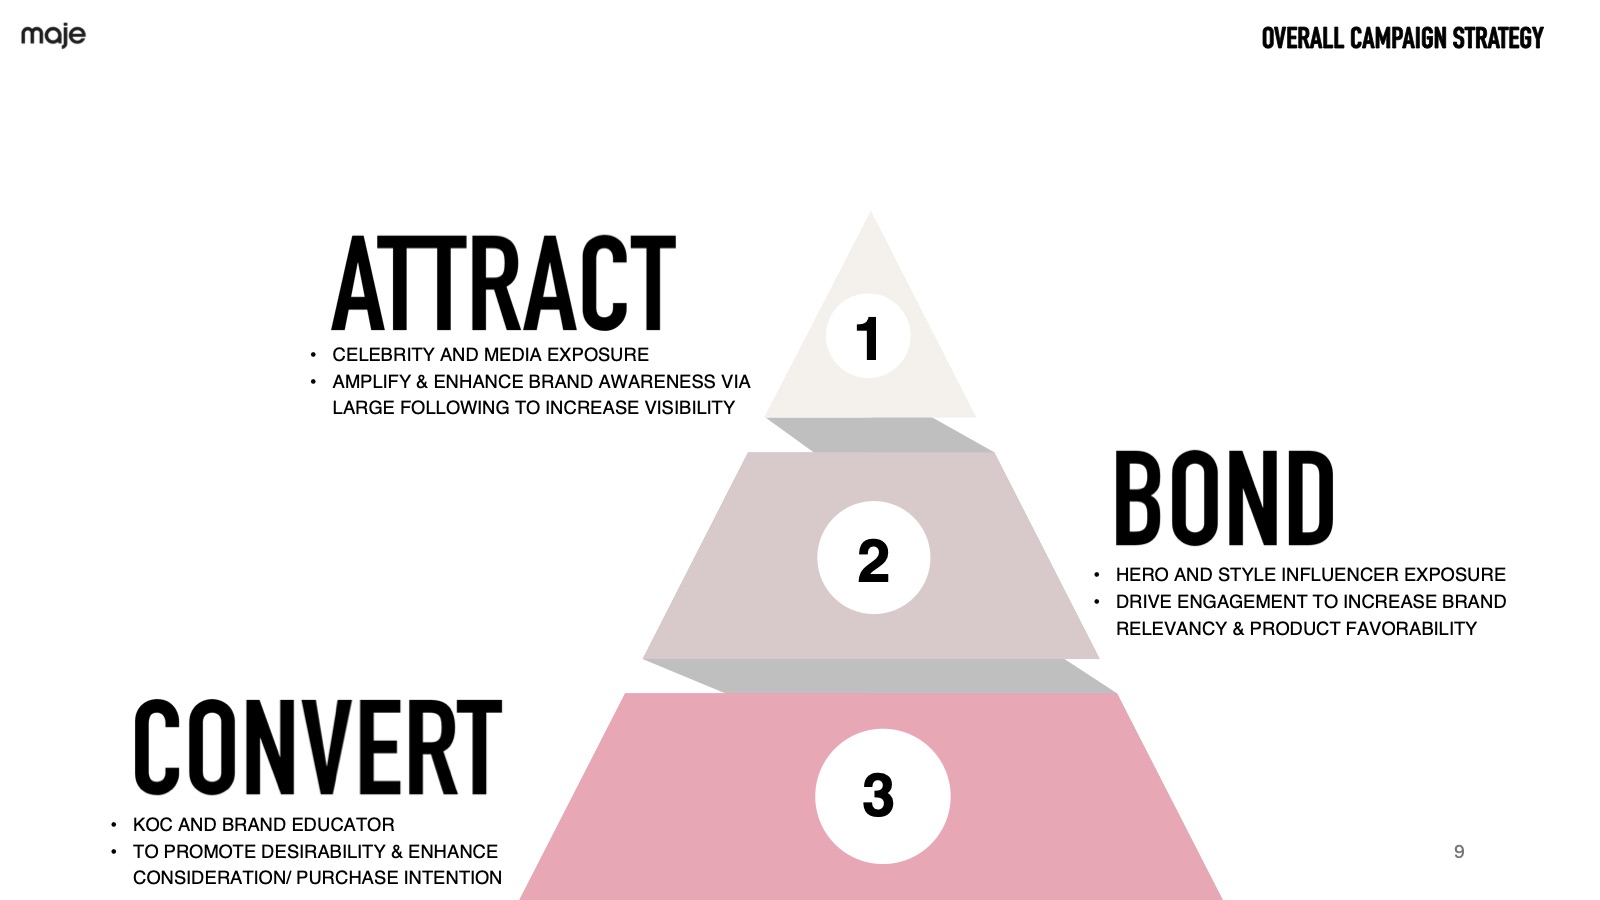 maje
OVERALL CAMPAIGN STRATEGY
ATTRACT
• CELEBRITY AND MEDIA EXPOSURE
• AMPLIFY & ENHANCE BRAND AWARENESS VIA
LARGE FOLLOWING TO INCREASE VISIBILITY
1
BOND
• HERO AND STYLE INFLUENCER EXPOSURE
• DRIVE ENGAGEMENT TO INCREASE BRAND
RELEVANCY & PRODUCT FAVORABILITY
2
CONVERT
• KOC AND BRAND EDUCATOR
• TO PROMOTE DESIRABILITY & ENHANCE
CONSIDERATION/ PURCHASE INTENTION
3
9